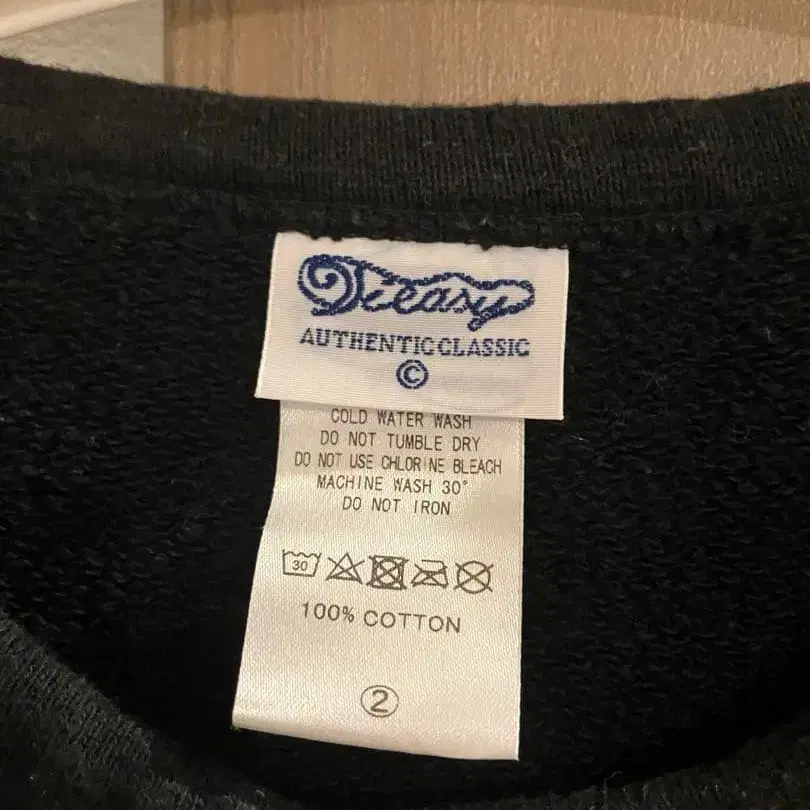 Tieasy
AUTHENTIC CLASSIC
©
COLD WATER WASH
DO NOT TUMBLE DRY
DO NOT USE CHLORINE BLEACH
MACHINE WASH 30°
DO NOT IRON
30
100% COTTON
②